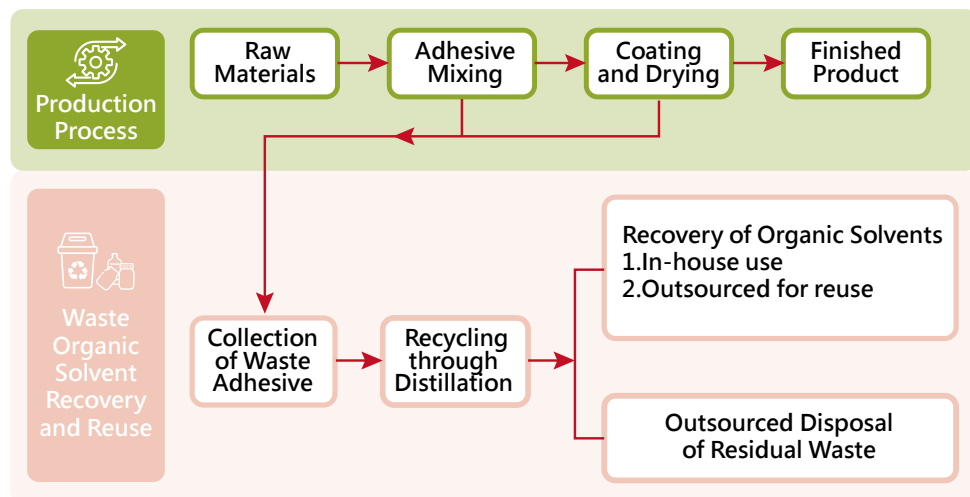 Production
Process
Raw
Materials
Adhesive
Mixing
Coating
and Drying
Finished
Product
Waste
Organic
Solvent
Recovery
and Reuse
Collection
of Waste
Adhesive
Recycling
through
Distillation
Recovery of Organic Solvents
1.In-house use
2.Outsourced for reuse
Outsourced Disposal
of Residual Waste